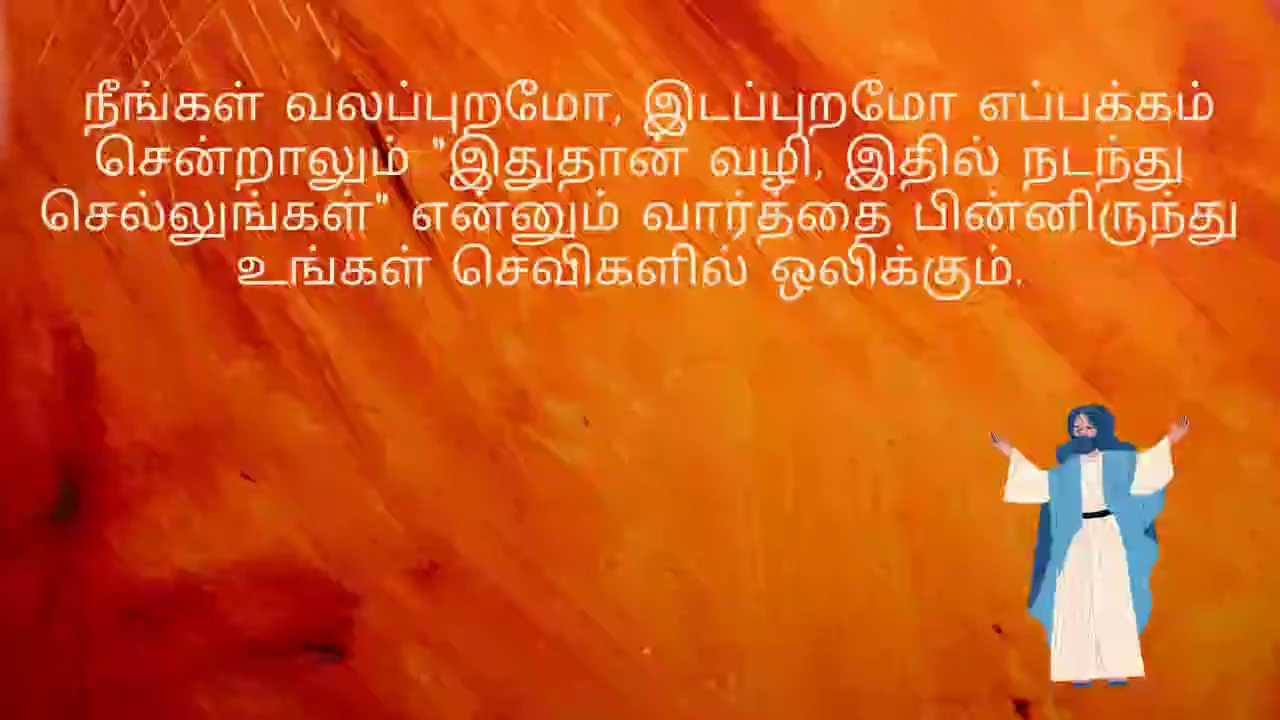 நீங்கள் வலப்புறமோ, இடப்புறமோ எப்பக்கம்
சென்றாலும் "இதுதான் வழி, இதில் நடந்து
செல்லுங்கள்" என்னும் வார்த்தை பின்னிருந்து
உங்கள் செவிகளில் ஒலிக்கும்.